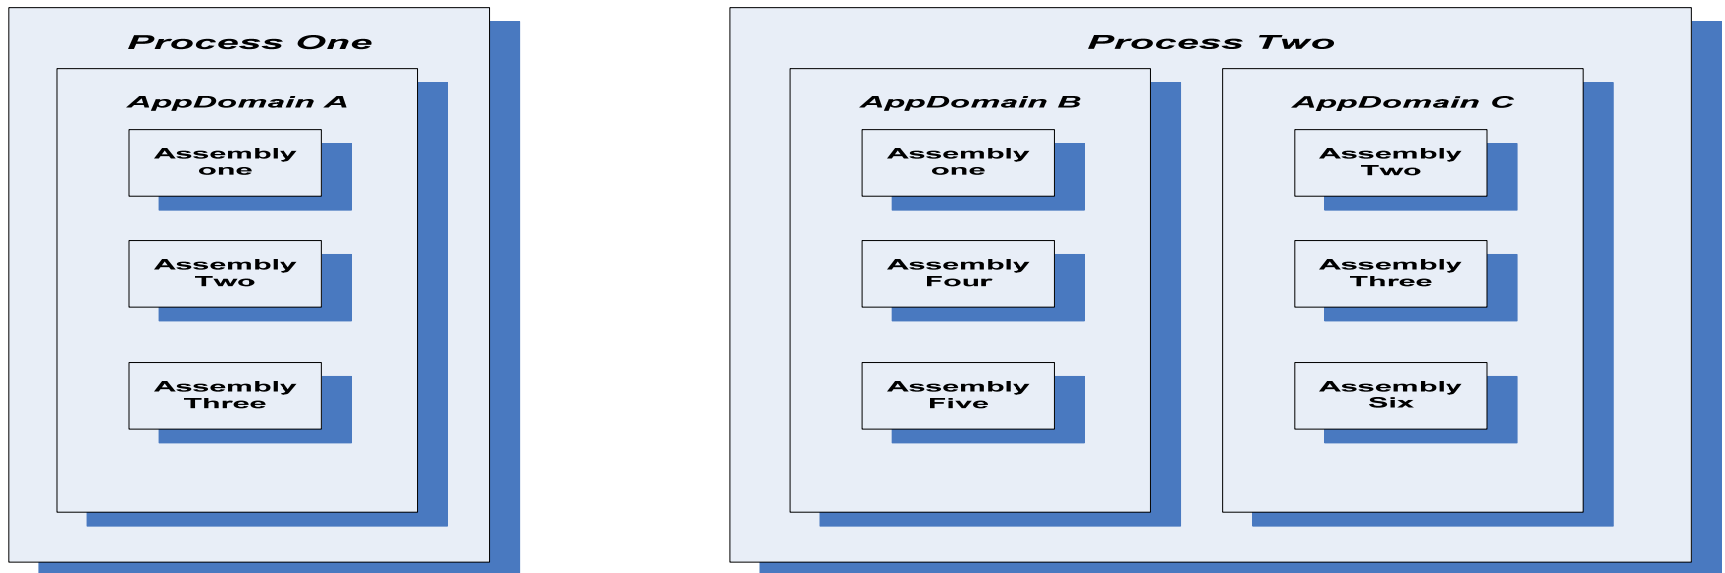 Process One
AppDomain A
Assembly
one
Assembly
Two
Assembly
Three
Process Two
AppDomain B
Assembly
one
Assembly
Four
Assembly
Five
AppDomain C
Assembly
Two
Assembly
Three
Assembly
Six